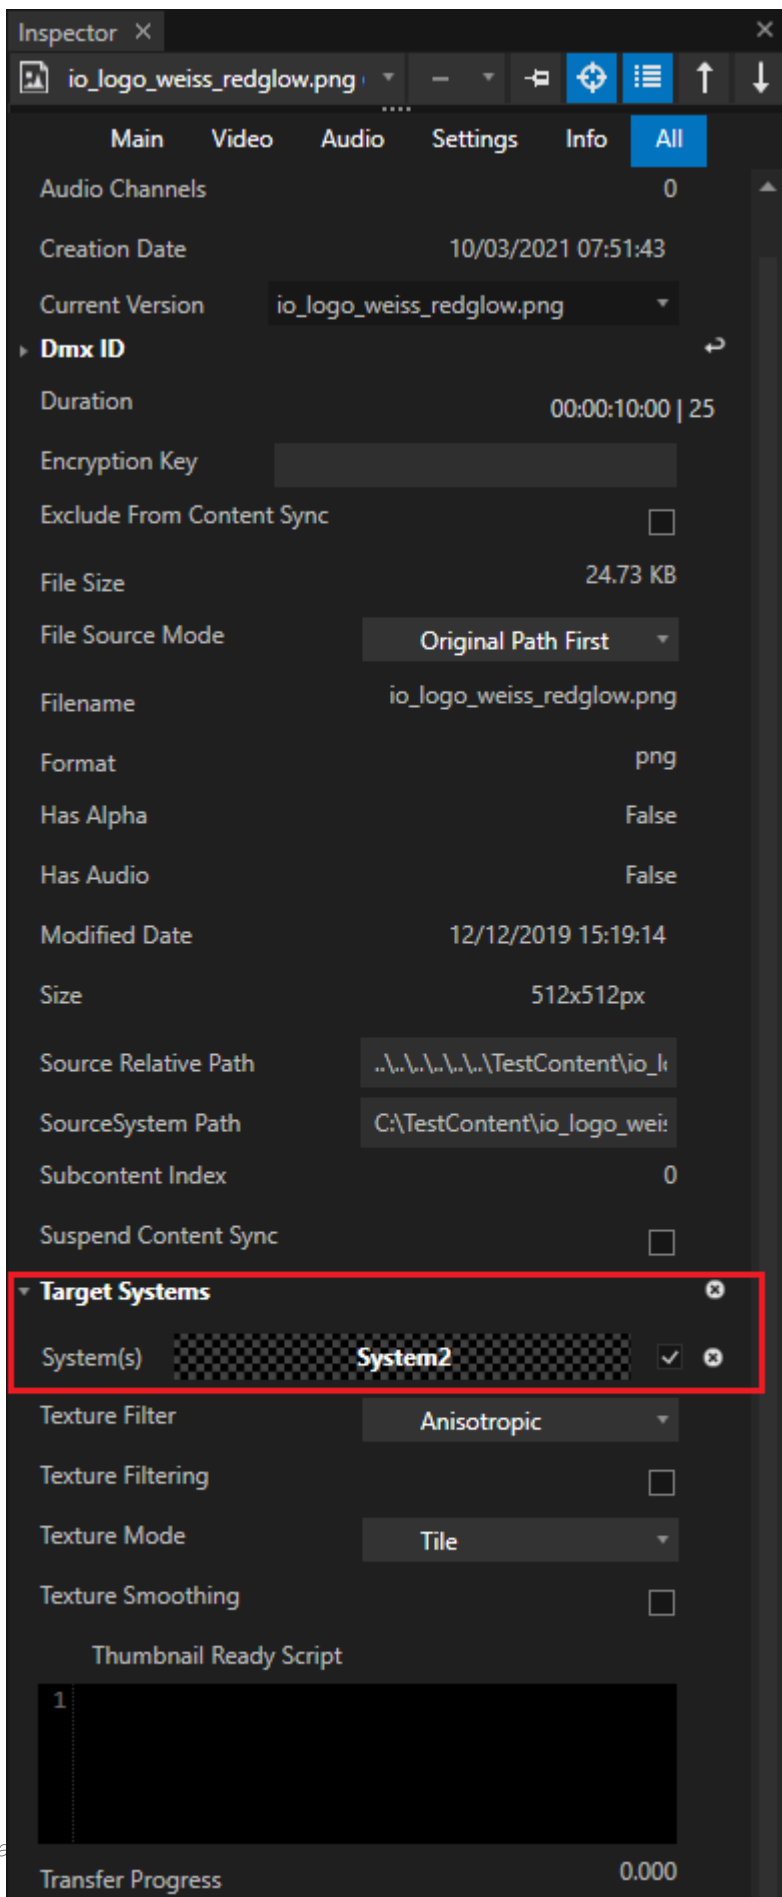 Inspector
io_logo_weiss_redglow.png
Main Video Audio Settings Info All
Audio Channels 0
Creation Date 10/03/2021 07:51:43
Current Version io_logo_weiss_redglow.png
Dmx ID
Duration 00:00:10:00 | 25
Encryption Key
Exclude From Content Sync
File Size 24.73 KB
File Source Mode Original Path First
Filename io_logo_weiss_redglow.png
Format png
Has Alpha False
Has Audio False
Modified Date 12/12/2019 15:19:14
Size 512x512px
Source Relative Path ..\..\..\..\..\..\TestContent\io_l
SourceSystem Path C:\TestContent\io_logo_wei
Subcontent Index 0
Suspend Content Sync
Target Systems
System(s) System2
Texture Filter Anisotropic
Texture Filtering
Texture Mode Tile
Texture Smoothing
Thumbnail Ready Script
1
Transfer Progress 0.000